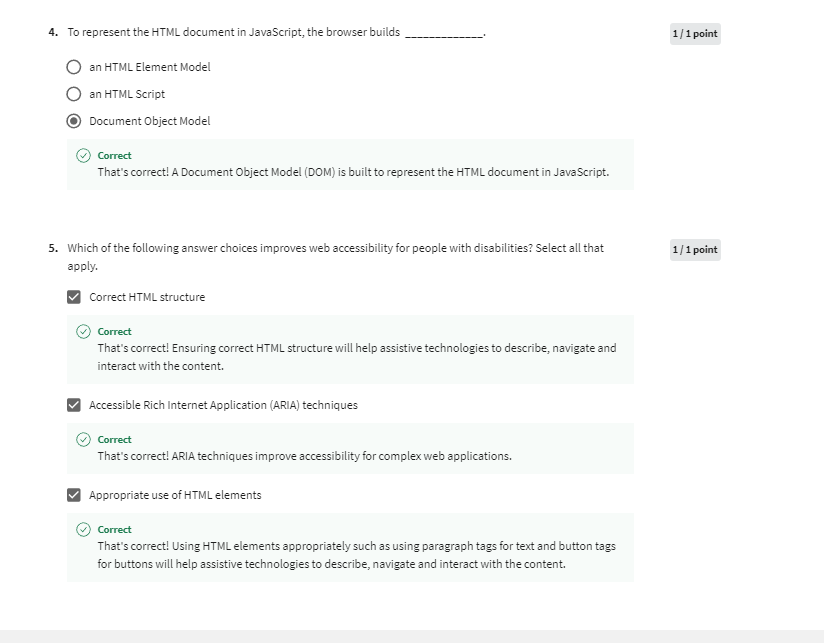 4. To represent the HTML document in JavaScript, the browser builds _____________.
1 / 1 point
an HTML Element Model
an HTML Script
Document Object Model
Correct
That's correct! A Document Object Model (DOM) is built to represent the HTML document in JavaScript.
5. Which of the following answer choices improves web accessibility for people with disabilities? Select all that
apply.
1 / 1 point
Correct HTML structure
Correct
That's correct! Ensuring correct HTML structure will help assistive technologies to describe, navigate and
interact with the content.
Accessible Rich Internet Application (ARIA) techniques
Correct
That's correct! ARIA techniques improve accessibility for complex web applications.
Appropriate use of HTML elements
Correct
That's correct! Using HTML elements appropriately such as using paragraph tags for text and button tags
for buttons will help assistive technologies to describe, navigate and interact with the content.